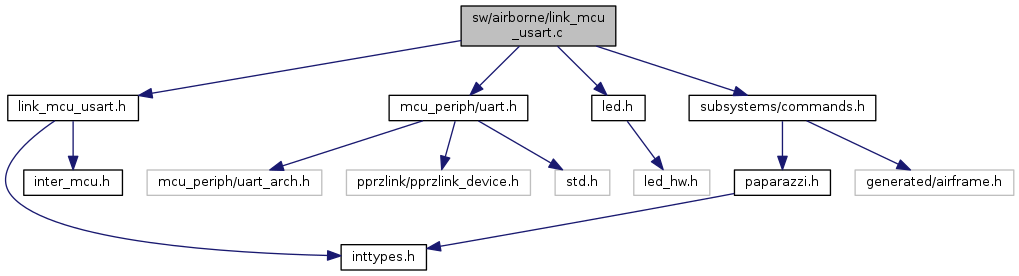 sw/airborne/link_mcu
_usart.c
link_mcu_usart.h
mcu_periph/uart.h
led.h
subsystems/commands.h
inter_mcu.h
mcu_periph/uart_arch.h
pprzlink/pprzlink_device.h
std.h
led_hw.h
paparazzi.h
generated/airframe.h
inttypes.h